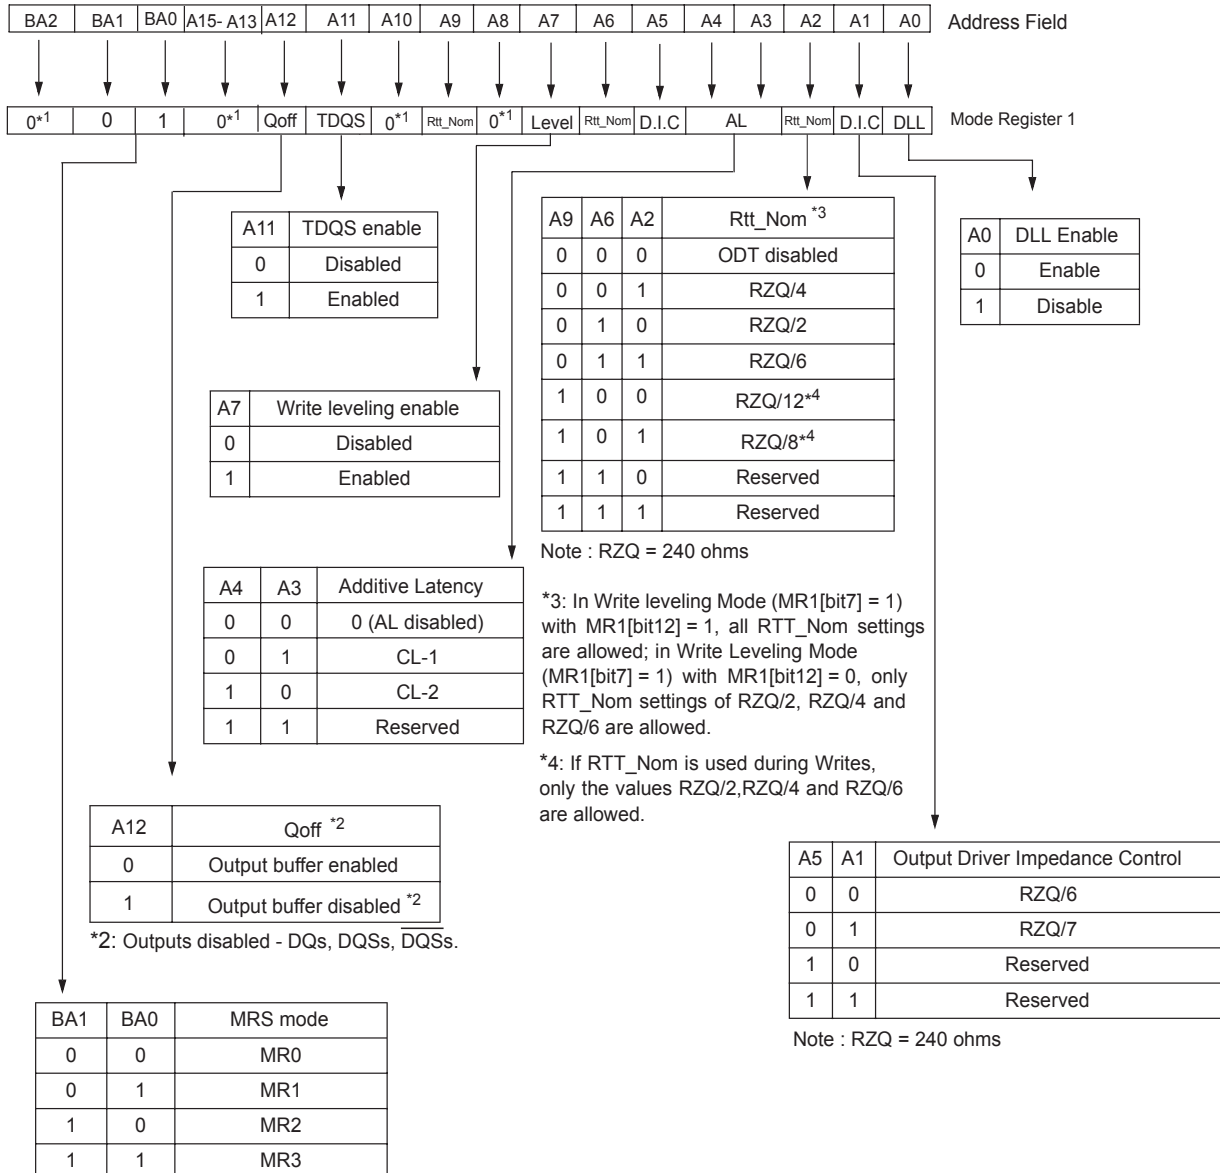 BA2 BA1 BA0 A15- A13 A12 A11 A10 A9 A8 A7 A6 A5 A4 A3 A2 A1 A0 Address Field
0*1 0 1 0*1 Qoff TDQS 0*1 Rtt_Nom 0*1 Level Rtt_Nom D.I.C AL Rtt_Nom D.I.C DLL Mode Register 1
A11 TDQS enable
0 Disabled
1 Enabled
A9 A6 A2 Rtt_Nom *3
0 0 0 ODT disabled
0 0 1 RZQ/4
0 1 0 RZQ/2
0 1 1 RZQ/6
1 0 0 RZQ/12*4
1 0 1 RZQ/8*4
1 1 0 Reserved
1 1 1 Reserved
Note : RZQ = 240 ohms
*3: In Write leveling Mode (MR1[bit7] = 1)
with MR1[bit12] = 1, all RTT_Nom settings
are allowed; in Write Leveling Mode
(MR1[bit7] = 1) with MR1[bit12] = 0, only
RTT_Nom settings of RZQ/2, RZQ/4 and
RZQ/6 are allowed.
*4: If RTT_Nom is used during Writes,
only the values RZQ/2,RZQ/4 and RZQ/6
are allowed.
A0 DLL Enable
0 Enable
1 Disable
A7 Write leveling enable
0 Disabled
1 Enabled
A4 A3 Additive Latency
0 0 0 (AL disabled)
0 1 CL-1
1 0 CL-2
1 1 Reserved
A12 Qoff *2
0 Output buffer enabled
1 Output buffer disabled *2
*2: Outputs disabled - DQs, DQSs, D̅Q̅S̅s.
A5 A1 Output Driver Impedance Control
0 0 RZQ/6
0 1 RZQ/7
1 0 Reserved
1 1 Reserved
Note : RZQ = 240 ohms
BA1 BA0 MRS mode
0 0 MR0
0 1 MR1
1 0 MR2
1 1 MR3